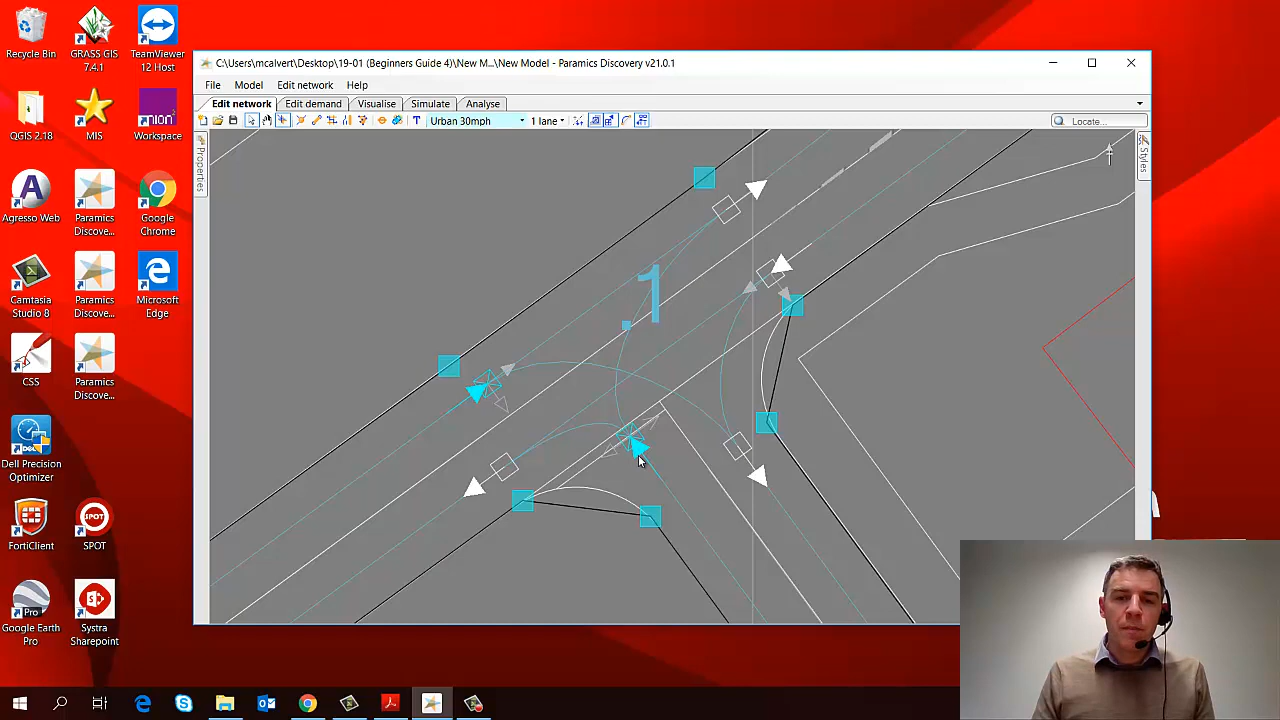 Recycle Bin
GRASS GIS
7.4.1
TeamViewer
12 Host
QGIS 2.18
MIS
Workspace
Agresso Web
Paramics
Discove...
Google
Chrome
Camtasia
Studio 8
Paramics
Discove...
Microsoft
Edge
CSS
Paramics
Discove...
Dell Precision
Optimizer
FortiClient
SPOT
Google Earth
Pro
Systra
Sharepoint
C:\Users\mcalvert\Desktop\19-01 (Beginners Guide 4)\New M...\New Model - Paramics Discovery v21.0.1
File Model Edit network Help
Edit network Edit demand Visualise Simulate Analyse
T Urban 30mph 1 lane Locate...
Properties
Styles
1